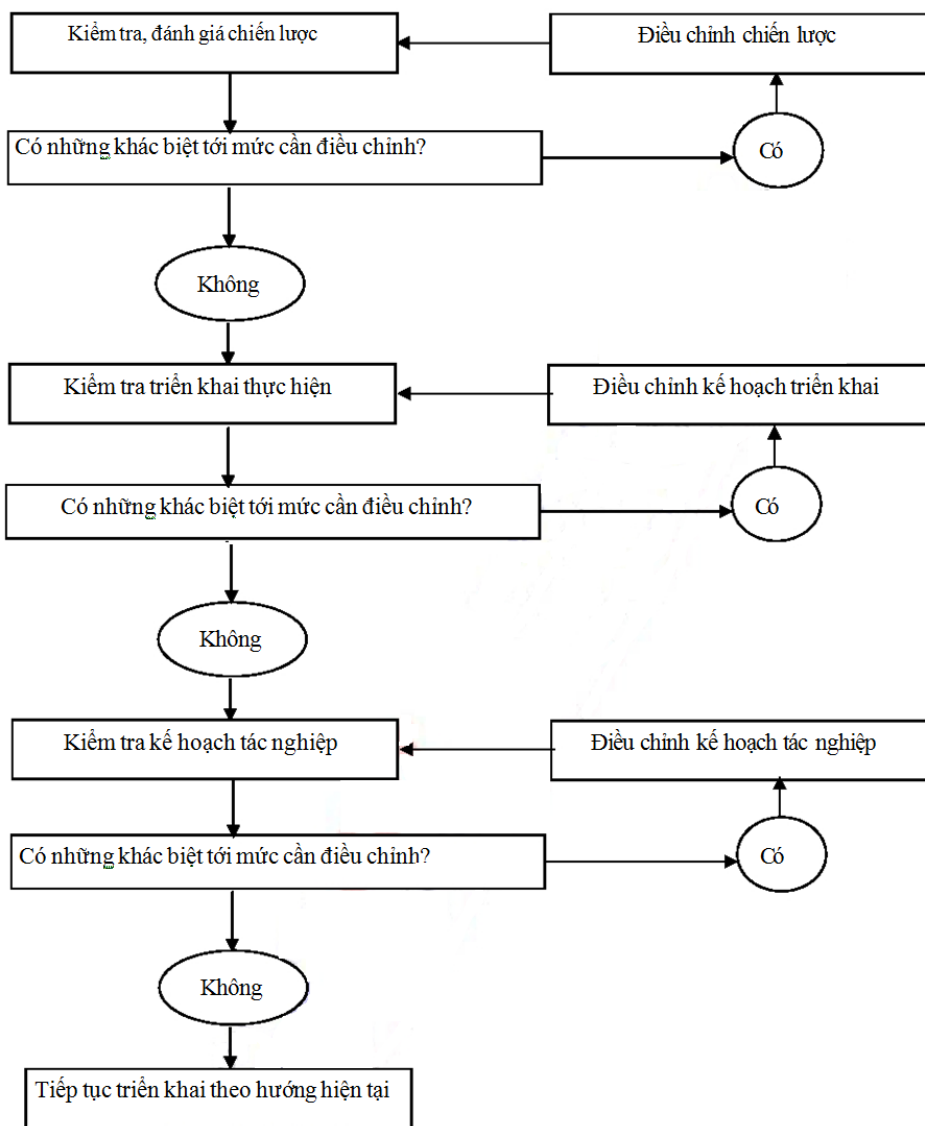 Kiểm tra, đánh giá chiến lược
Điều chỉnh chiến lược
Có những khác biệt tới mức cần điều chỉnh?
Có
Không
Kiểm tra triển khai thực hiện
Điều chỉnh kế hoạch triển khai
Có những khác biệt tới mức cần điều chỉnh?
Có
Không
Kiểm tra kế hoạch tác nghiệp
Điều chỉnh kế hoạch tác nghiệp
Có những khác biệt tới mức cần điều chỉnh?
Có
Không
Tiếp tục triển khai theo hướng hiện tại